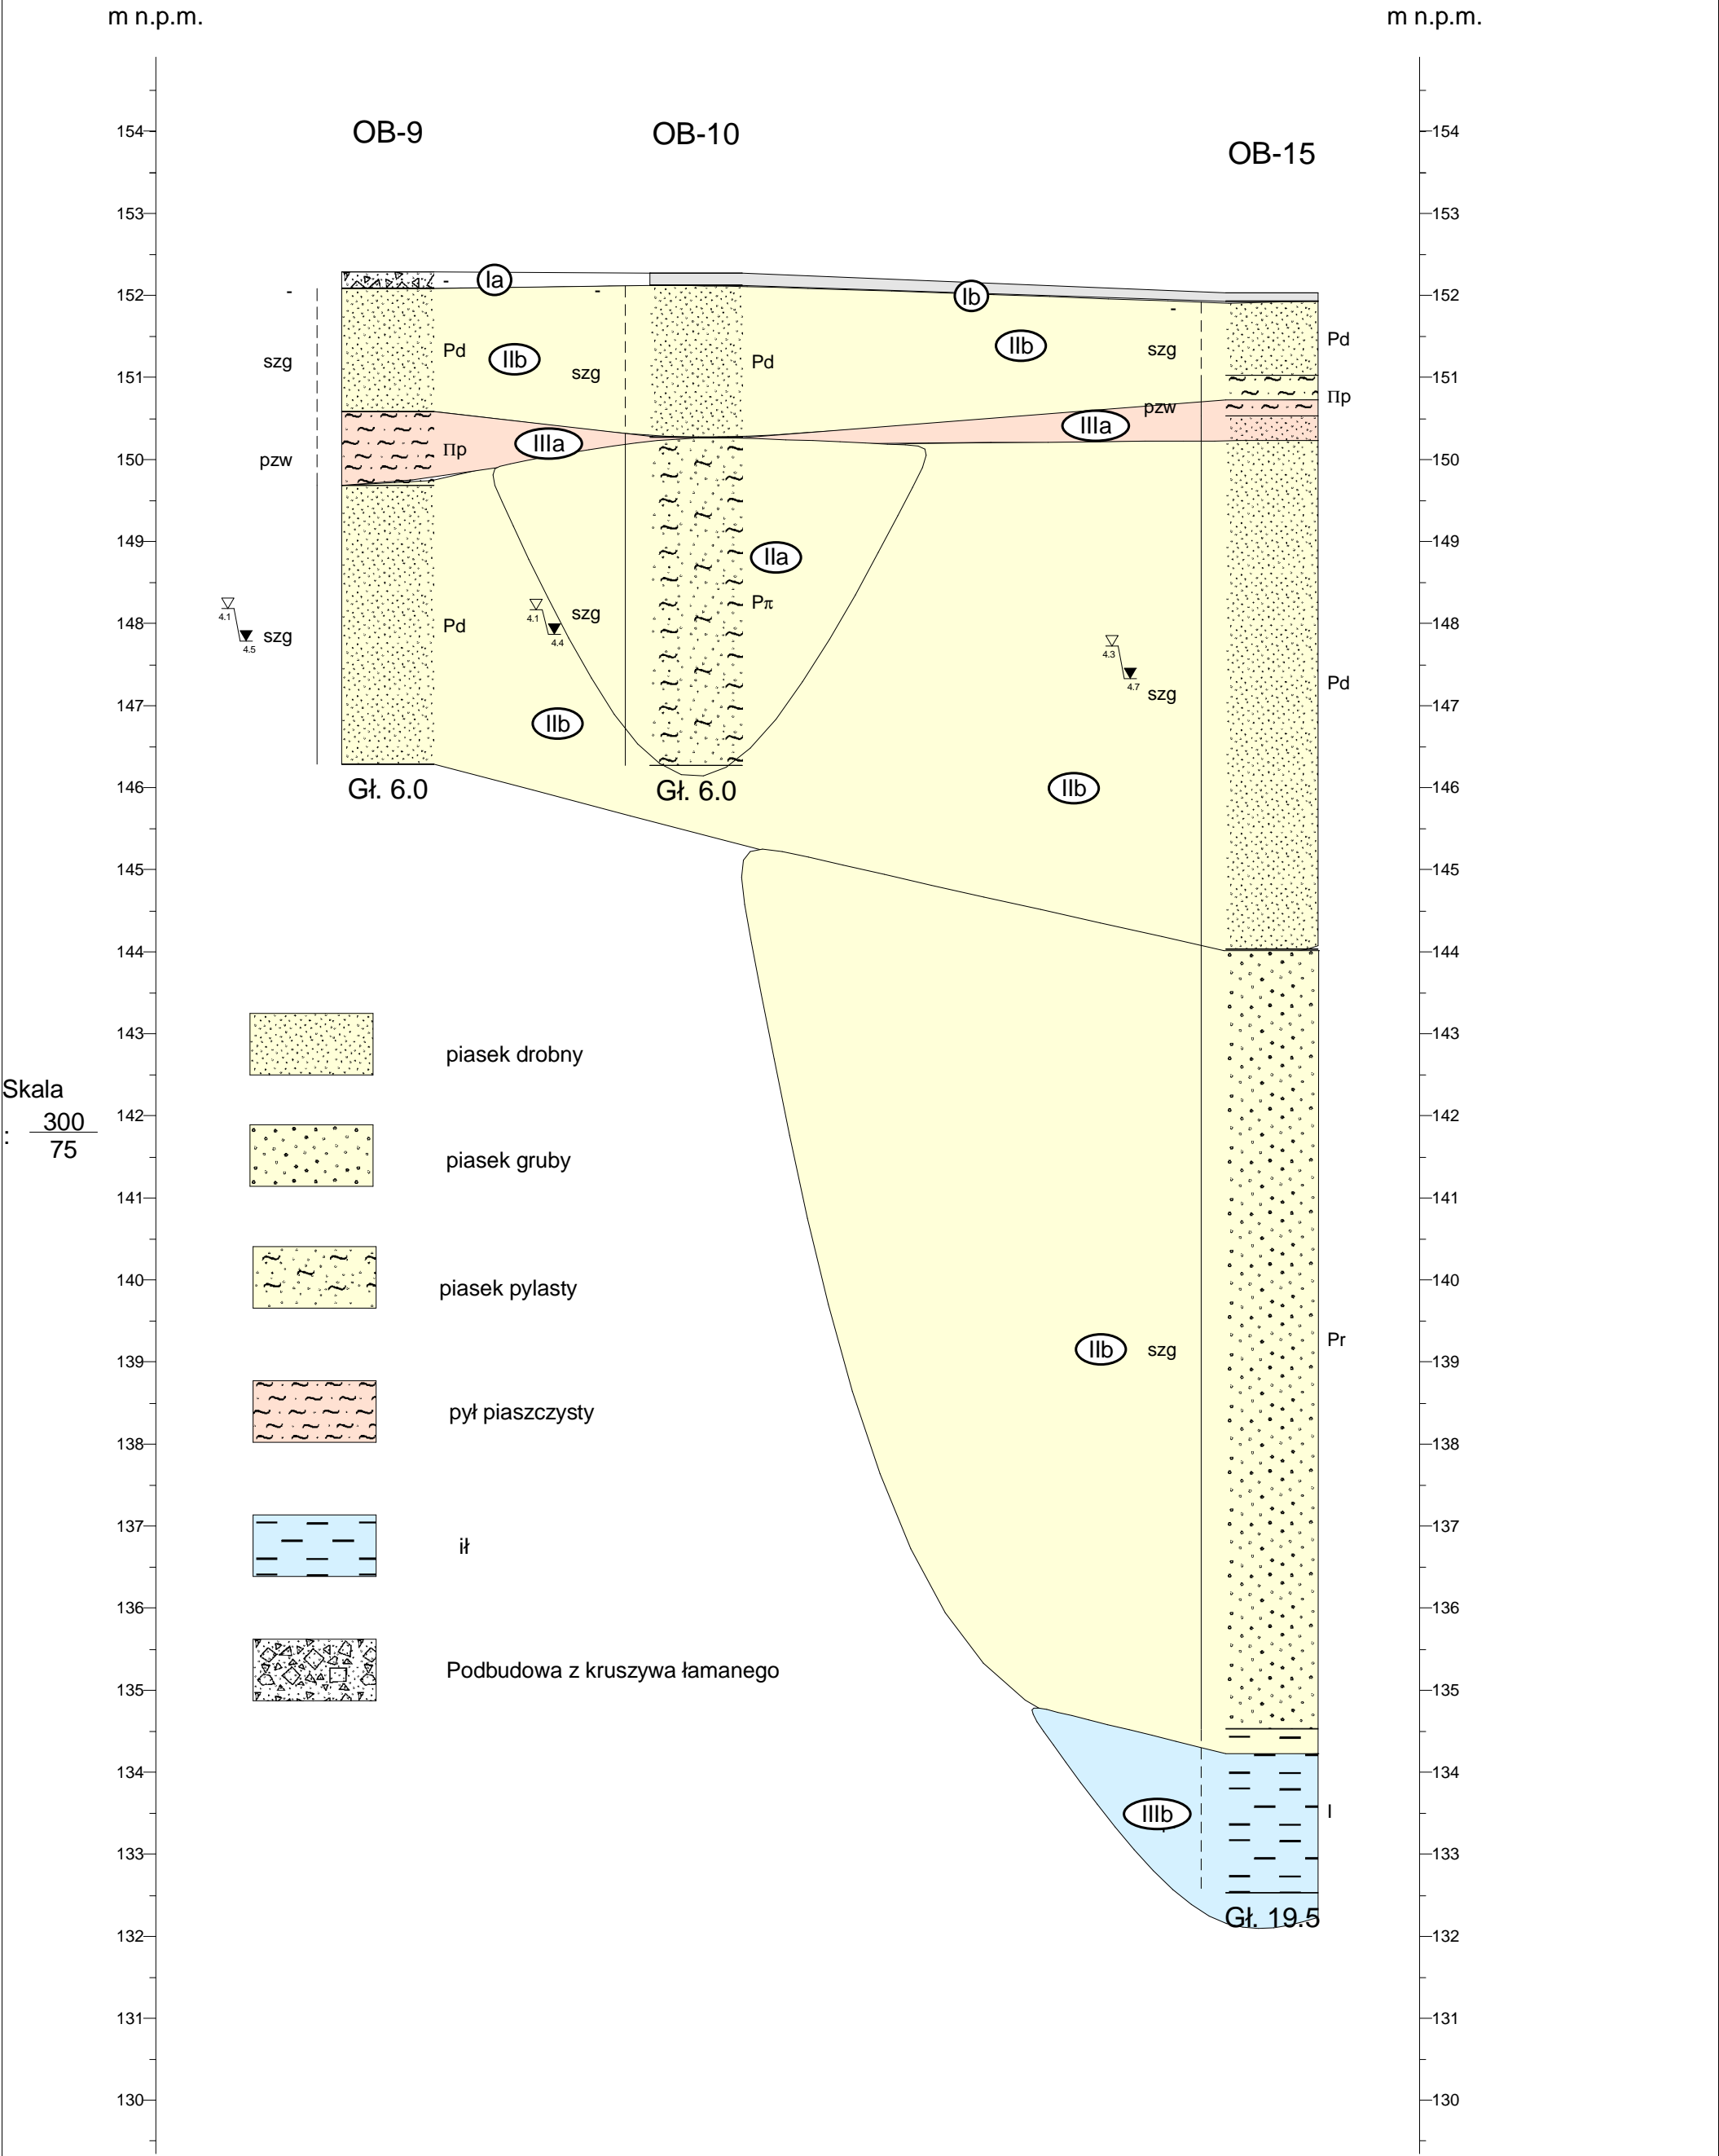 m n.p.m. m n.p.m.
OB-9 OB-10 OB-15
154 154
153 153
152 152
151 151
150 150
149 149
148 148
147 147
146 146
145 145
144 144
143 143
142 142
141 141
140 140
139 139
138 138
137 137
136 136
135 135
134 134
133 133
132 132
131 131
130 130
- - Ia - Ib -
szg Pd IIb szg Pd IIb szg Pd
pzw Πp IIIa IIIa pzw Πp
IIa
4.1 4.5 szg Pd 4.1 4.4 szg Pπ 4.3 4.7 szg Pd
IIb IIb
Gł. 6.0 Gł. 6.0
IIb szg Pr
IIIb I
Gł. 19.5
Skala
: 300
75
piasek drobny
piasek gruby
piasek pylasty
pył piaszczysty
ił
Podbudowa z kruszywa łamanego